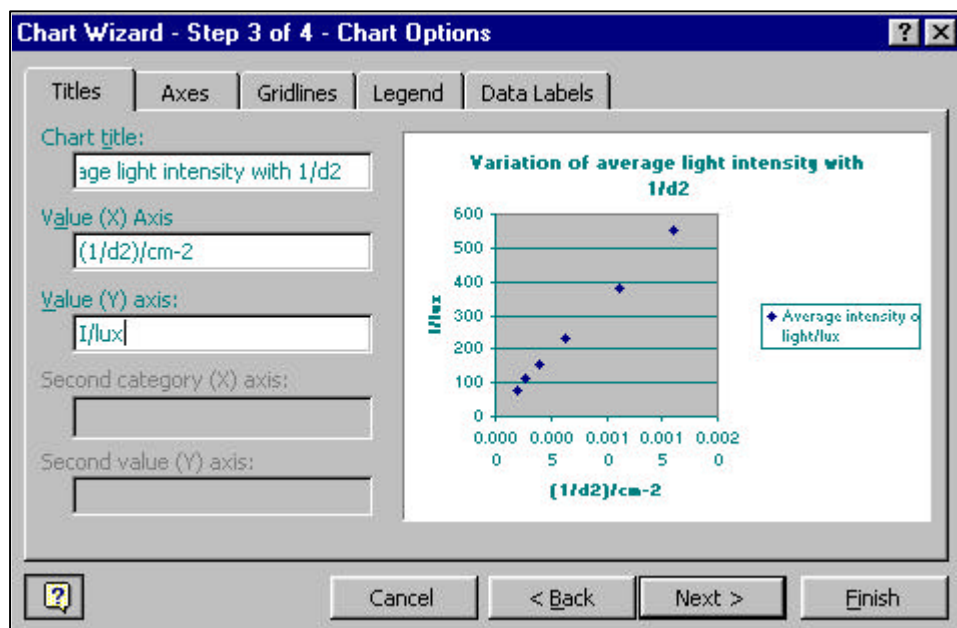 Chart Wizard - Step 3 of 4 - Chart Options
Titles Axes Gridlines Legend Data Labels
Chart title:
age light intensity with 1/d2
Value (X) Axis
(1/d2)/cm-2
Value (Y) axis:
I/lux
Second category (X) axis:
Second value (Y) axis:
Variation of average light intensity with
1/d2
600
500
400
300
200
100
0
I/lux
0.000 0.000 0.001 0.001 0.002
0 5 0 5 0
(1/d2)/cm-2
Average intensity o
light/lux
Cancel < Back Next > Finish